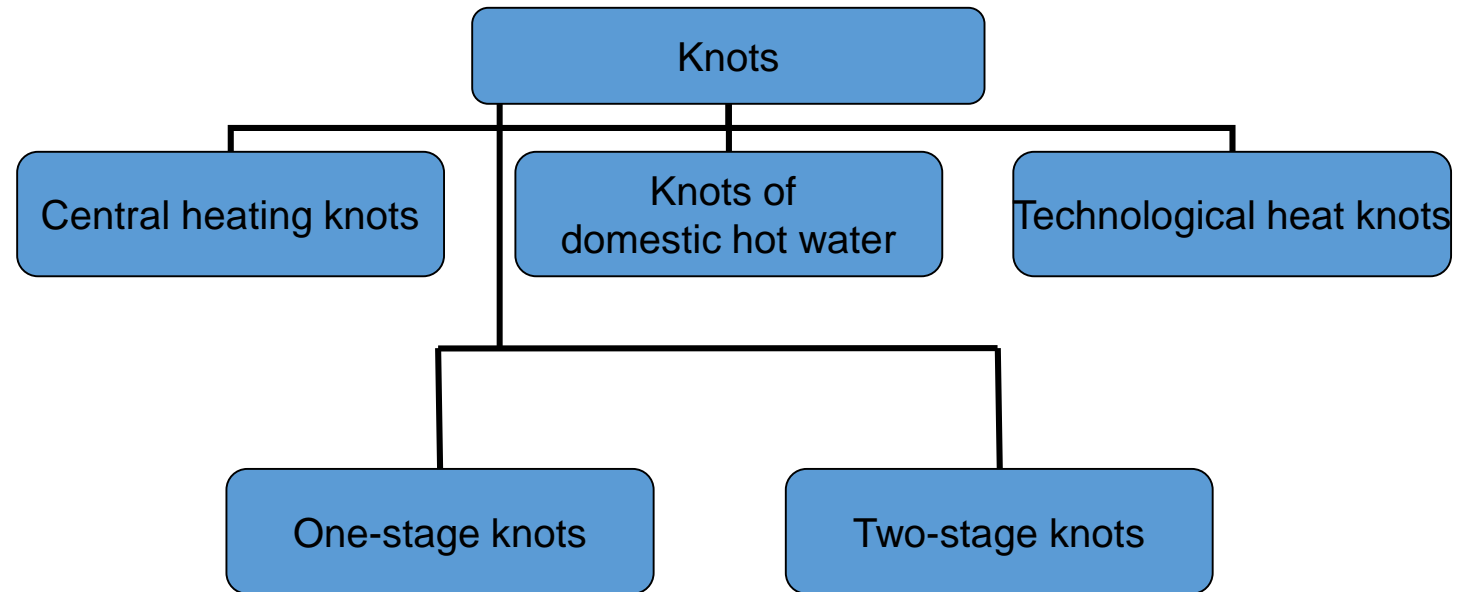 Knots
Central heating knots
Knots of
domestic hot water
Technological heat knots
One-stage knots
Two-stage knots